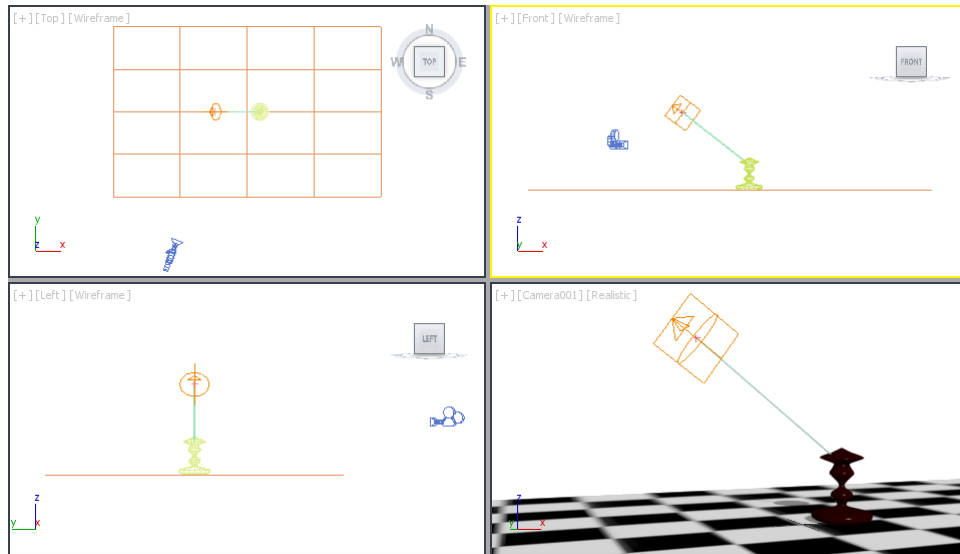 [+] [Top] [Wireframe]
N
W TOP E
S
y
z x
[+] [Front] [Wireframe]
FRONT
z
y x
[+] [Left] [Wireframe]
LEFT
z
y x
[+] [Camera001] [Realistic]
z
y x